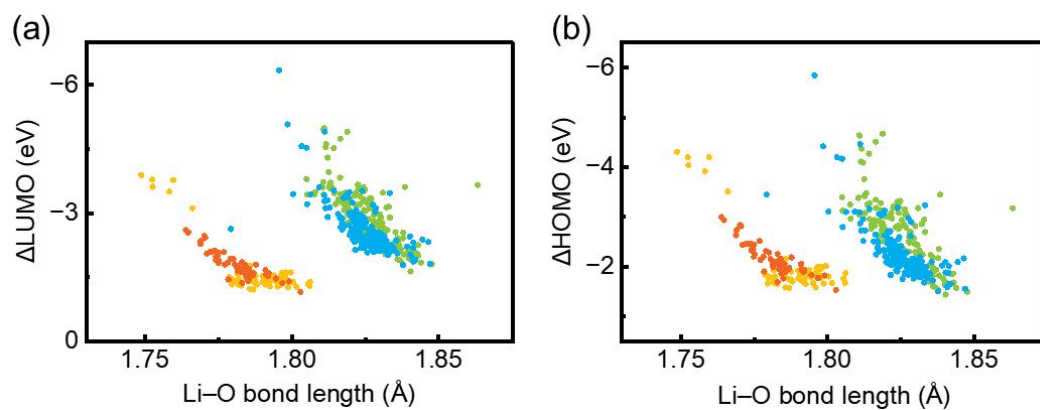 (a)
ΔLUMO (eV)
−6
−3
0
1.75
1.80
1.85
Li–O bond length (Å)
(b)
ΔHOMO (eV)
−6
−4
−2
1.75
1.80
1.85
Li–O bond length (Å)